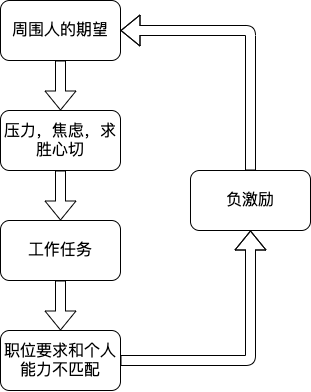 周围人的期望
压力，焦虑，求
胜心切
工作任务
职位要求和个人
能力不匹配
负激励